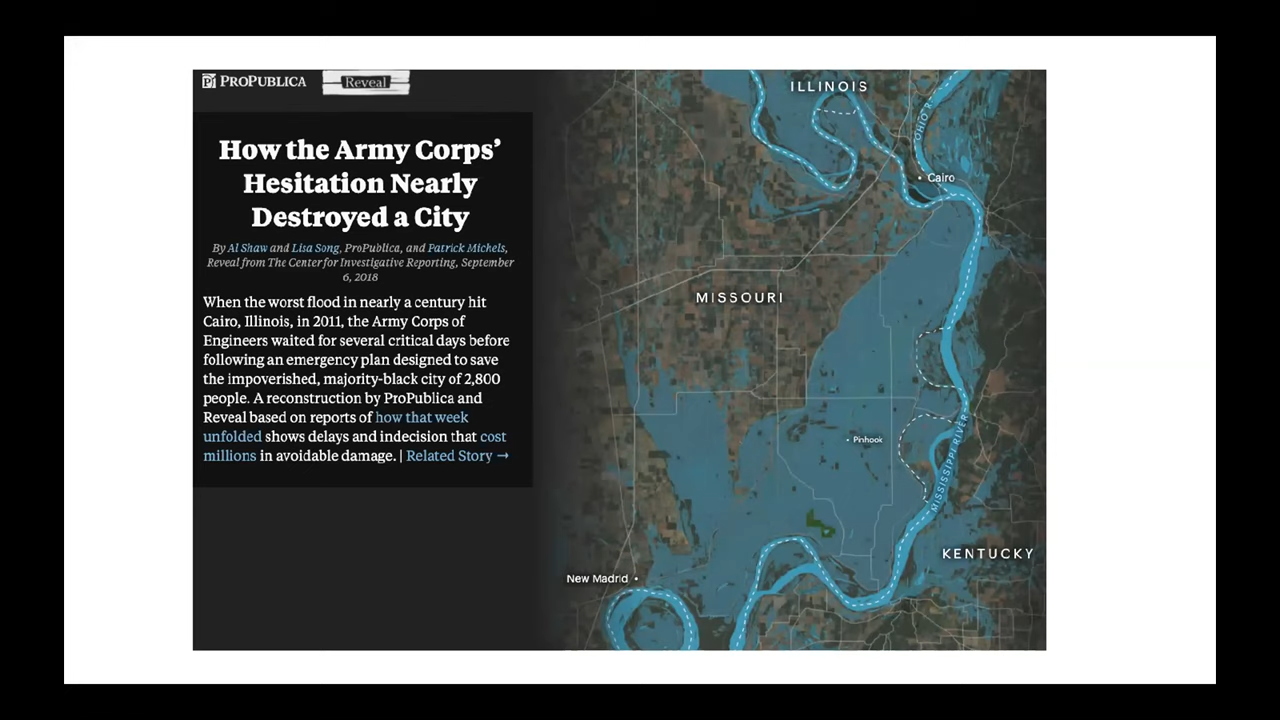 PROPUBLICA
Reveal
How the Army Corps’
Hesitation Nearly
Destroyed a City
By Al Shaw and Lisa Song, ProPublica, and Patrick Michels,
Reveal from The Center for Investigative Reporting, September
6, 2018
When the worst flood in nearly a century hit
Cairo, Illinois, in 2011, the Army Corps of
Engineers waited for several critical days before
following an emergency plan designed to save
the impoverished, majority-black city of 2,800
people. A reconstruction by ProPublica and
Reveal based on reports of how that week
unfolded shows delays and indecision that cost
millions in avoidable damage. | Related Story →
ILLINOIS
OHIO R.
Cairo
MISSOURI
Pinhook
MISSISSIPPI RIVER
KENTUCKY
New Madrid